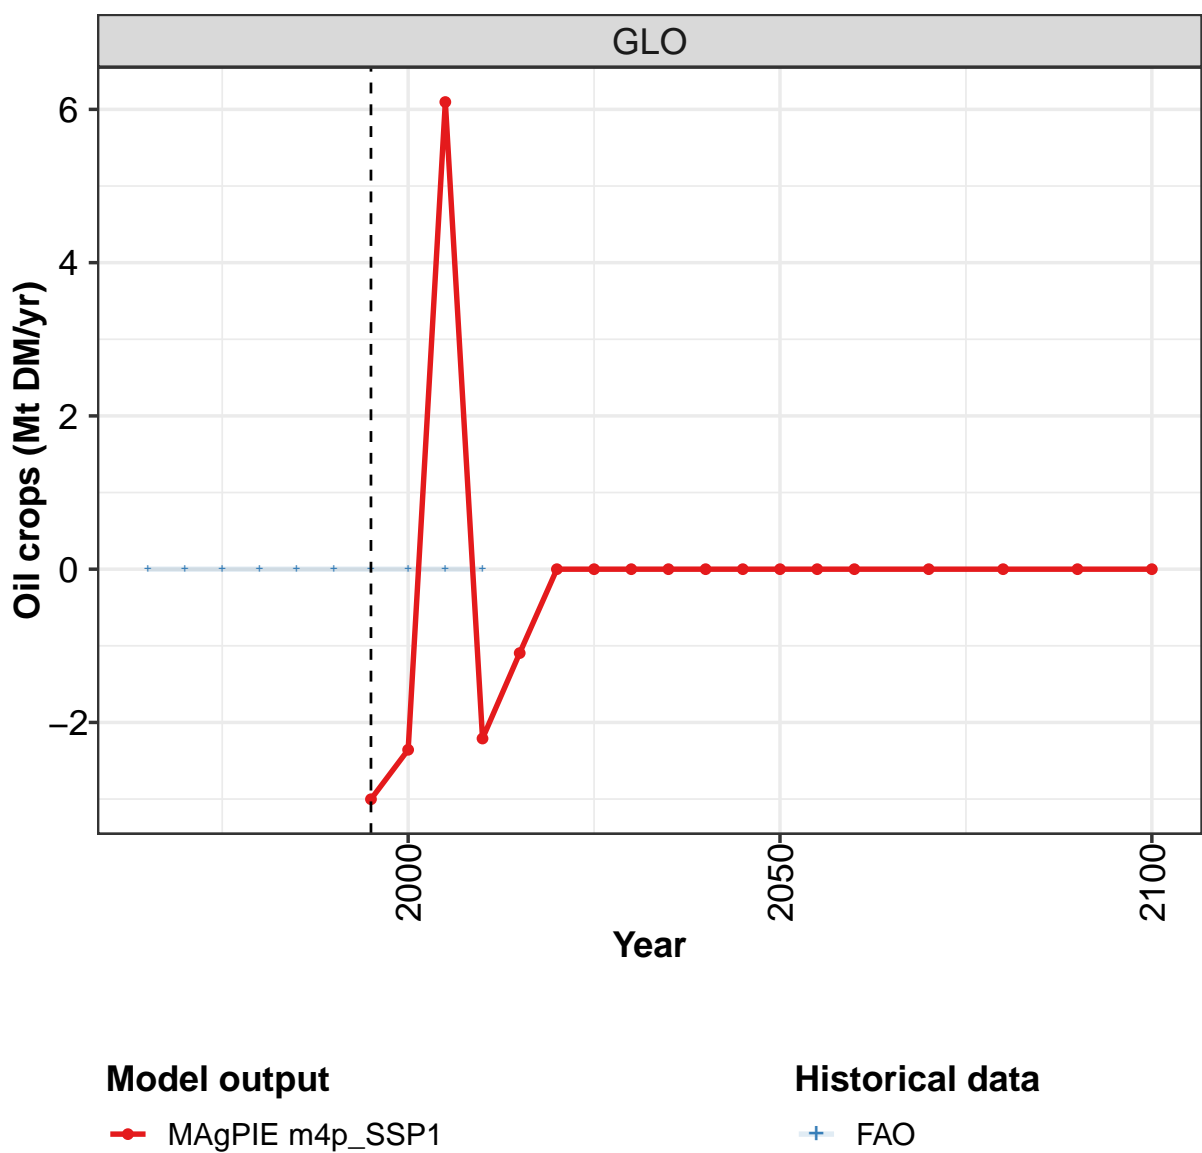 GLO
Oil crops (Mt DM/yr)
6
4
2
0
−2
2000
2050
2100
Year
Model output
MAgPIE m4p_SSP1
Historical data
FAO